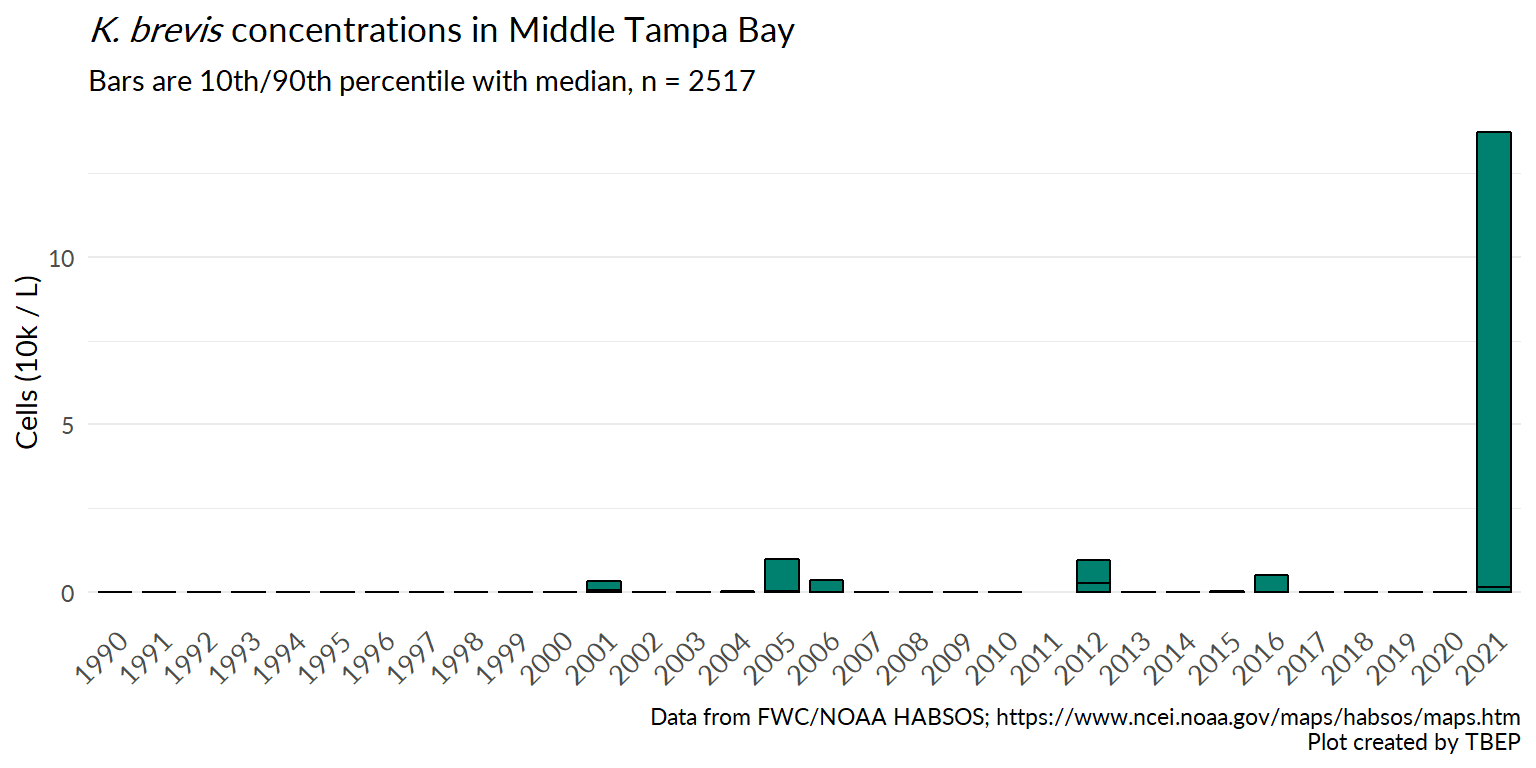 K. brevis concentrations in Middle Tampa Bay
Bars are 10th/90th percentile with median, n = 2517
Cells (10k / L)
10
5
0
1990 1991 1992 1993 1994 1995 1996 1997 1998 1999 2000 2001 2002 2003 2004 2005 2006 2007 2008 2009 2010 2011 2012 2013 2014 2015 2016 2017 2018 2019 2020 2021
Data from FWC/NOAA HABSOS; https://www.ncei.noaa.gov/maps/habsos/maps.htm
Plot created by TBEP